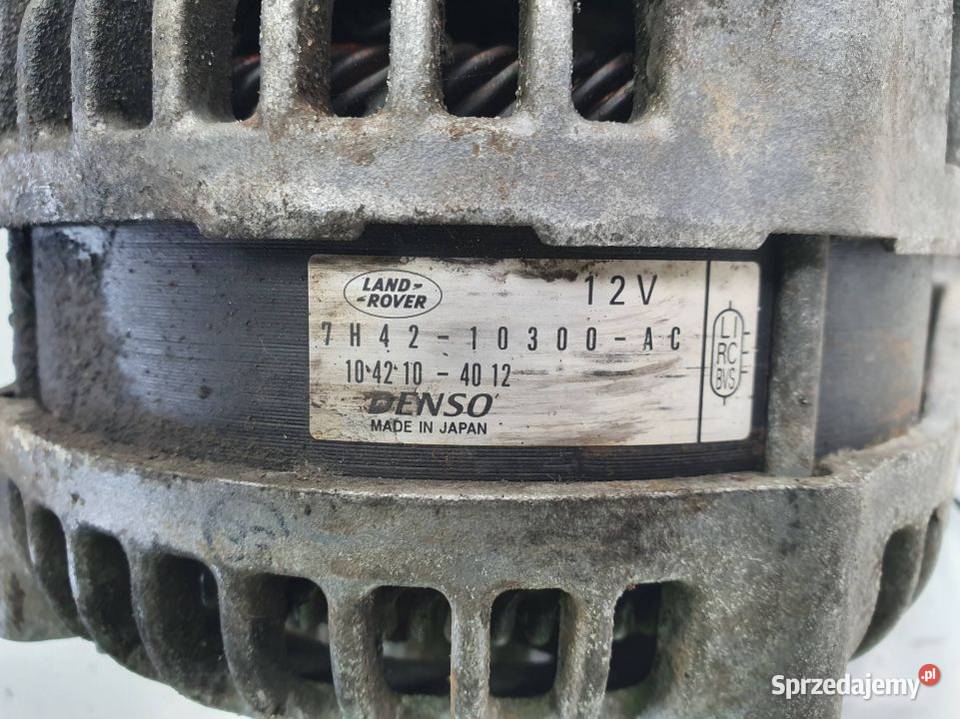 LAND-
-ROVER
12V
7H42-10300-AC
104210-4012
DENSO
MADE IN JAPAN
LI
RC
BVS
Sprzedajemy.pl